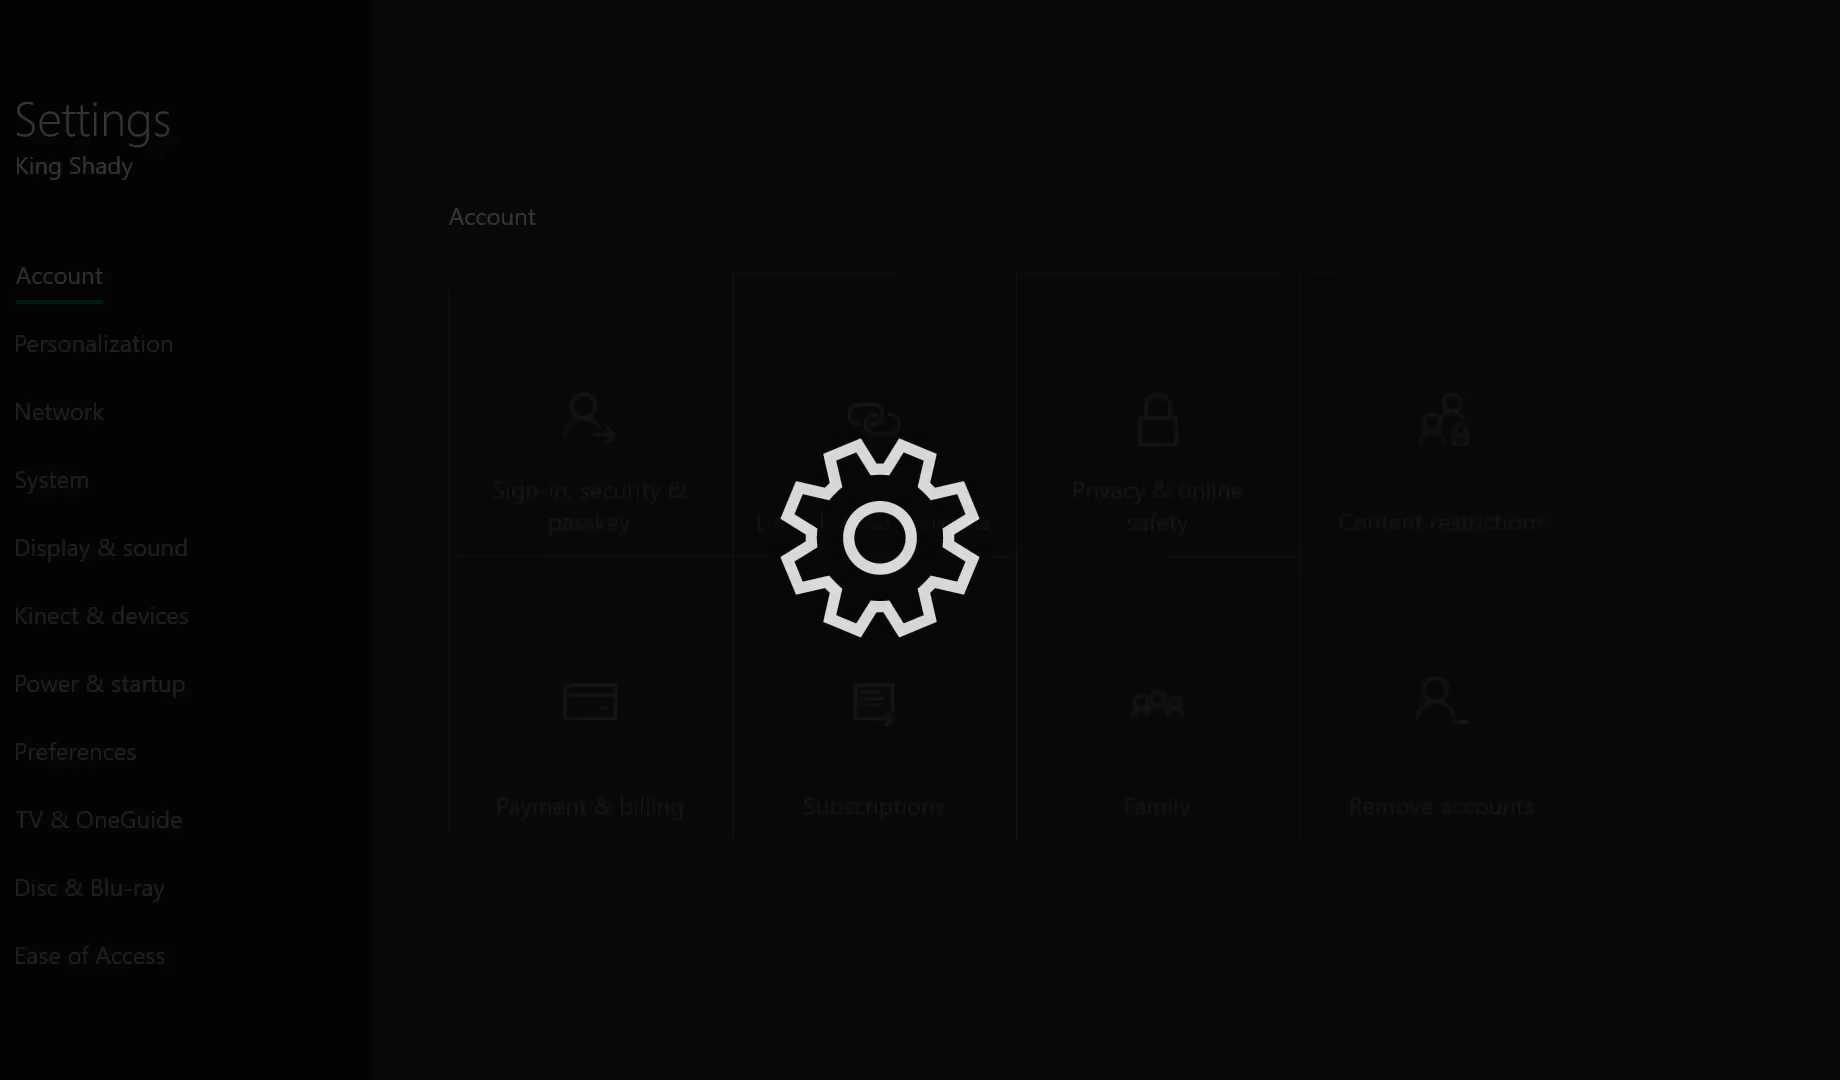 Settings
King Shady
Account
Personalization
Network
System
Display & sound
Kinect & devices
Power & startup
Preferences
TV & OneGuide
Disc & Blu-ray
Ease of Access
Account
Sign-in, security &
passkey
Privacy & online
safety
Content restrictions
Payment & billing
Subscriptions
Family
Remove accounts